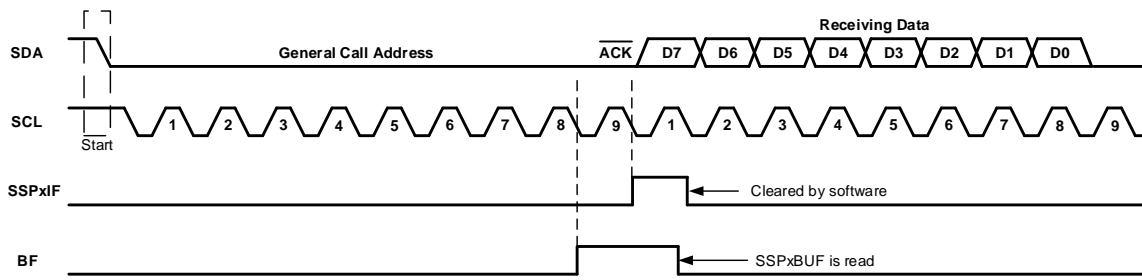 Receiving Data
SDA General Call Address ACK D7 D6 D5 D4 D3 D2 D1 D0
SCL 1 2 3 4 5 6 7 8 9 1 2 3 4 5 6 7 8 9
Start
SSPxIF Cleared by software
BF SSPxBUF is read